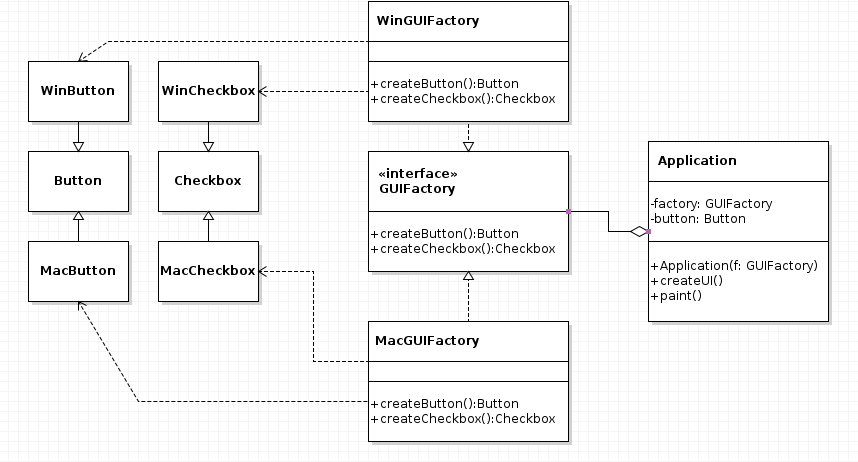 WinGUIFactory
+createButton():Button
+createCheckbox():Checkbox
WinButton
WinCheckbox
Button
Checkbox
«interface»
GUIFactory
+createButton():Button
+createCheckbox():Checkbox
Application
-factory: GUIFactory
-button: Button
+Application(f: GUIFactory)
+createUI()
+paint()
MacButton
MacCheckbox
MacGUIFactory
+createButton():Button
+createCheckbox():Checkbox